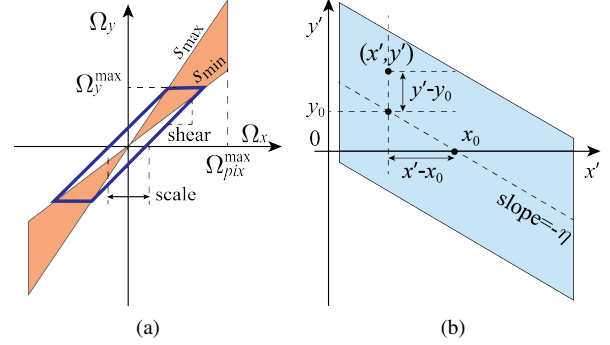 Ω_y
s_max
s_min
Ω_y^max
shear
Ω_x
Ω_pix^max
scale
(a)
y'
(x',y')
y'-y_0
y_0
x_0
0
x'-x_0
x'
slope=-η
(b)